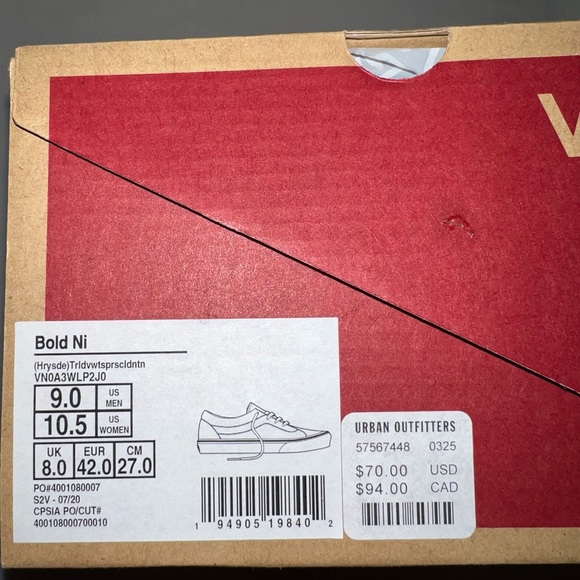 V
Bold Ni
(Hrysde)Trldvwtsprscldntn
VN0A3WLP2J0
9.0 US MEN
10.5 US WOMEN
UK EUR CM
8.0 42.0 27.0
PO#4001080007
S2V - 07/20
CPSIA PO/CUT#
400108000700010
1 94905 19840 2
URBAN OUTFITTERS
57567448 0325
$70.00 USD
$94.00 CAD